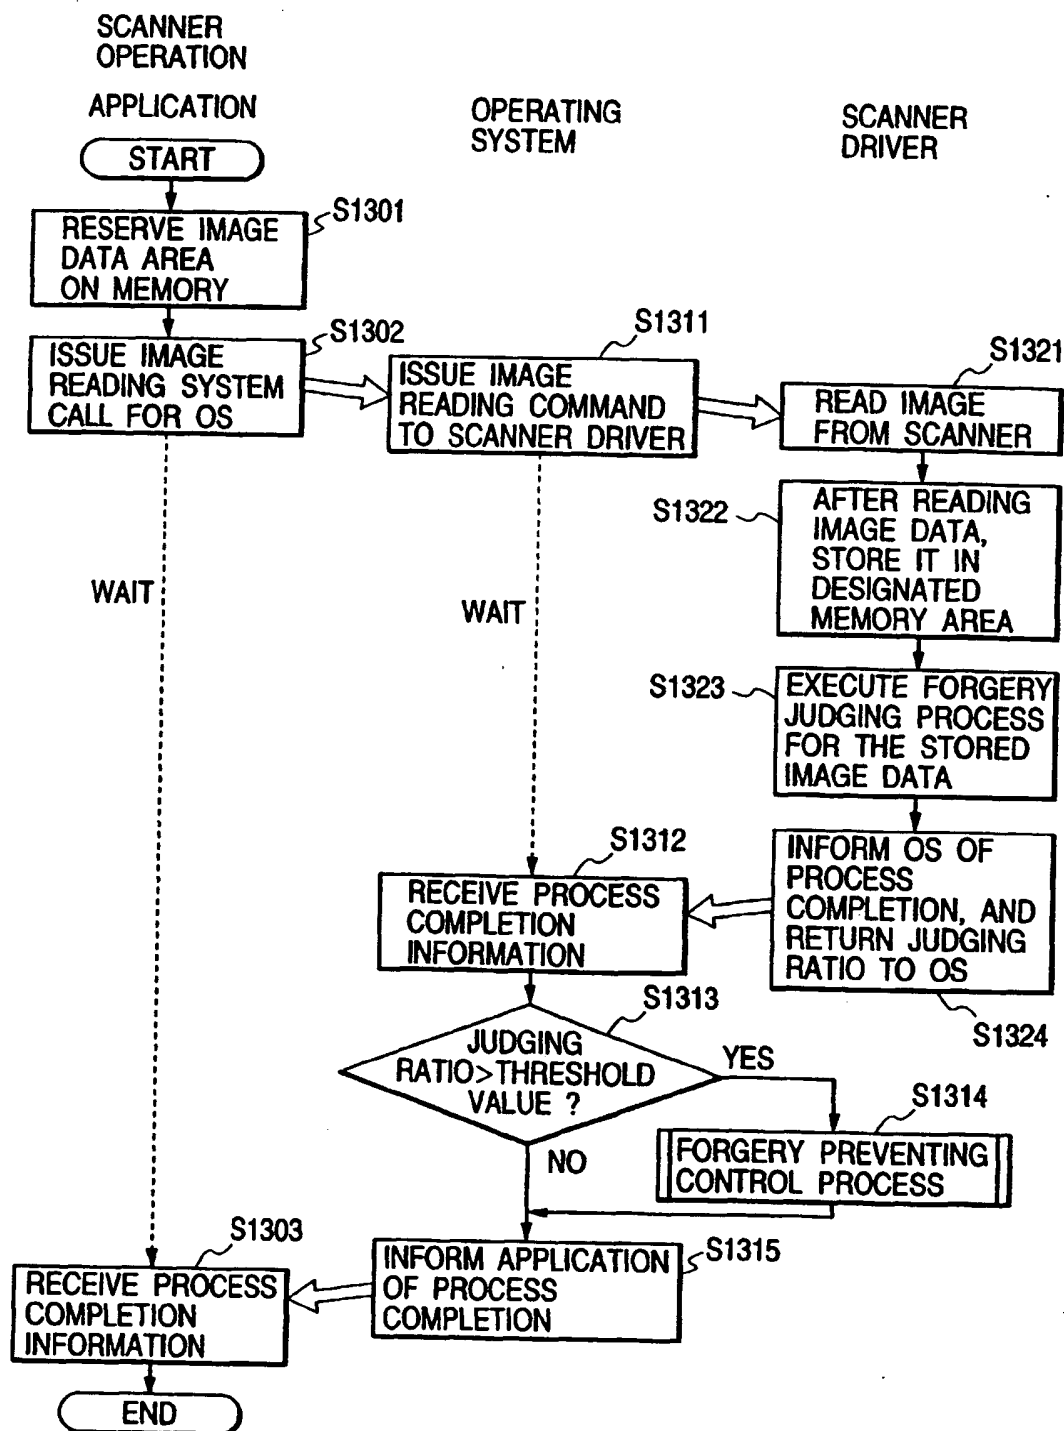 SCANNER
OPERATION
APPLICATION
OPERATING
SYSTEM
SCANNER
DRIVER
START
S1301
RESERVE IMAGE
DATA AREA
ON MEMORY
S1302
ISSUE IMAGE
READING SYSTEM
CALL FOR OS
S1311
ISSUE IMAGE
READING COMMAND
TO SCANNER DRIVER
S1321
READ IMAGE
FROM SCANNER
S1322
AFTER READING
IMAGE DATA,
STORE IT IN
DESIGNATED
MEMORY AREA
WAIT
WAIT
S1323
EXECUTE FORGERY
JUDGING PROCESS
FOR THE STORED
IMAGE DATA
S1312
RECEIVE PROCESS
COMPLETION
INFORMATION
INFORM OS OF
PROCESS
COMPLETION, AND
RETURN JUDGING
RATIO TO OS
S1324
S1313
JUDGING
RATIO>THRESHOLD
VALUE ?
YES
NO
S1314
FORGERY PREVENTING
CONTROL PROCESS
S1303
RECEIVE PROCESS
COMPLETION
INFORMATION
INFORM APPLICATION
OF PROCESS
COMPLETION
S1315
END